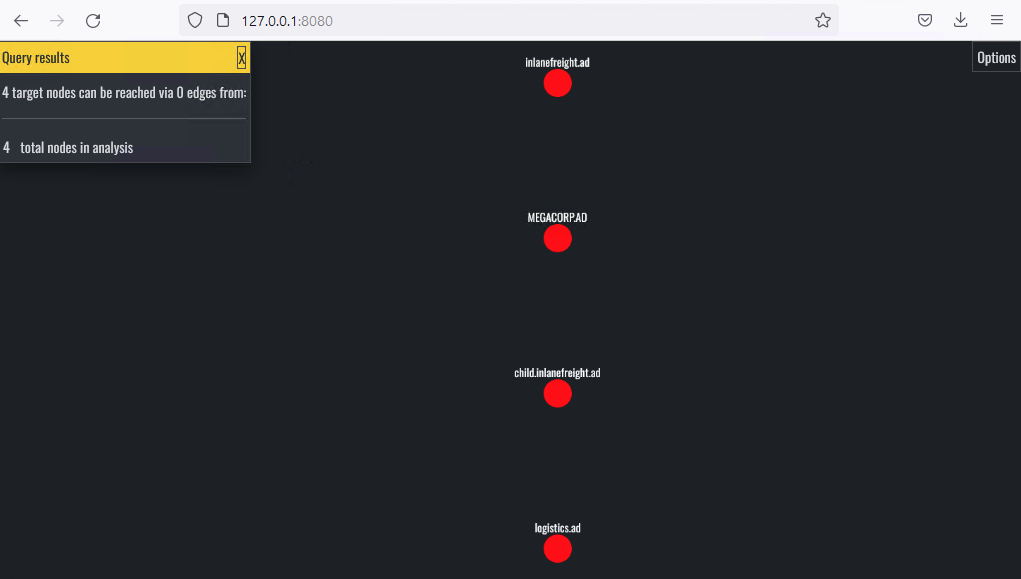 127.0.0.1:8080
Query results X
4 target nodes can be reached via 0 edges from:
4 total nodes in analysis
Options
inlanefreight.ad
MEGACORP.AD
child.inlanefreight.ad
logistics.ad